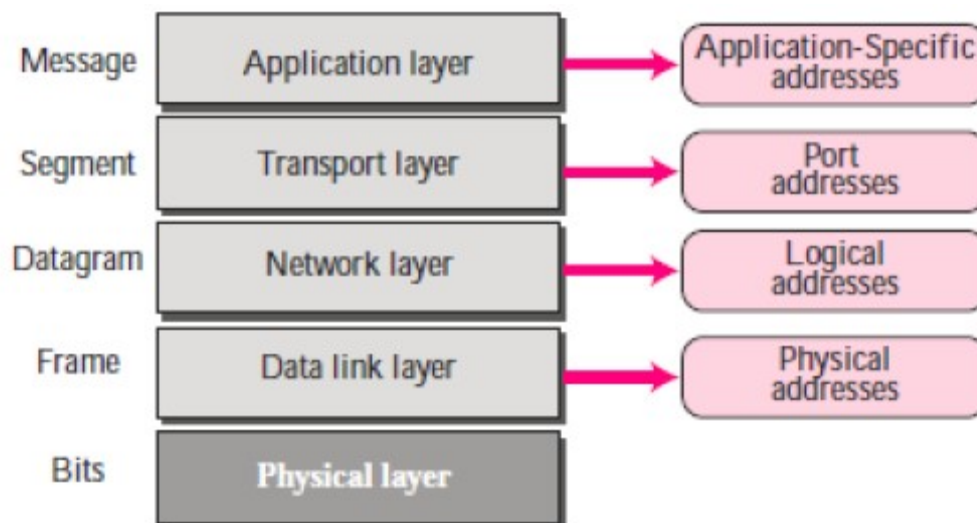 Message
Application layer
Application-Specific
addresses
Segment
Transport layer
Port
addresses
Datagram
Network layer
Logical
addresses
Frame
Data link layer
Physical
addresses
Bits
Physical layer